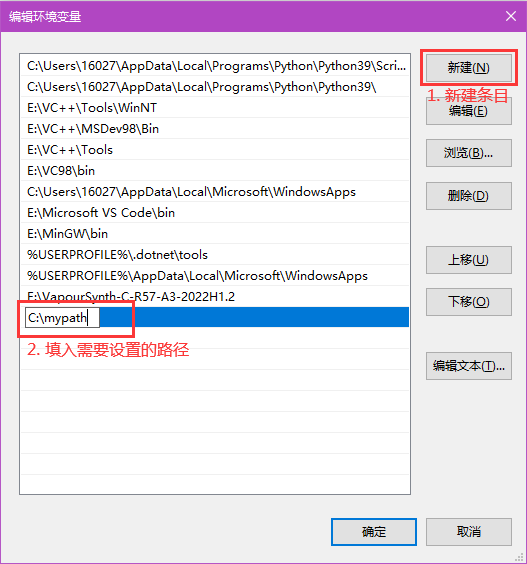 编辑环境变量
C:\Users\16027\AppData\Local\Programs\Python\Python39\Scri...
C:\Users\16027\AppData\Local\Programs\Python\Python39\
E:\VC++\Tools\WinNT
E:\VC++\MSDev98\Bin
E:\VC++\Tools
E:\VC98\bin
C:\Users\16027\AppData\Local\Microsoft\WindowsApps
E:\Microsoft VS Code\bin
E:\MinGW\bin
%USERPROFILE%\.dotnet\tools
%USERPROFILE%\AppData\Local\Microsoft\WindowsApps
E:\VapourSynth-C-R57-A3-2022H1.2
C:\mypath
2. 填入需要设置的路径
新建(N)
1. 新建条目
编辑(E)
浏览(B)...
删除(D)
上移(U)
下移(O)
编辑文本(T)...
确定
取消